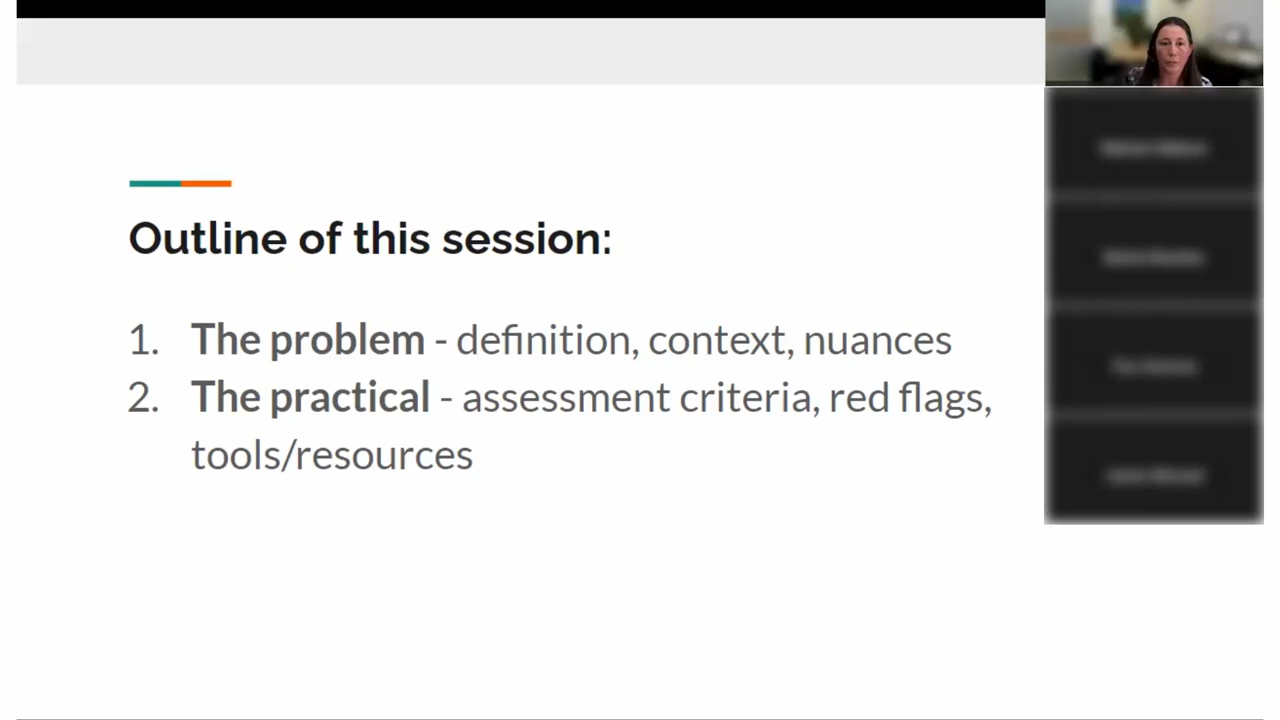 Outline of this session:
1. The problem - definition, context, nuances
2. The practical - assessment criteria, red flags,
tools/resources